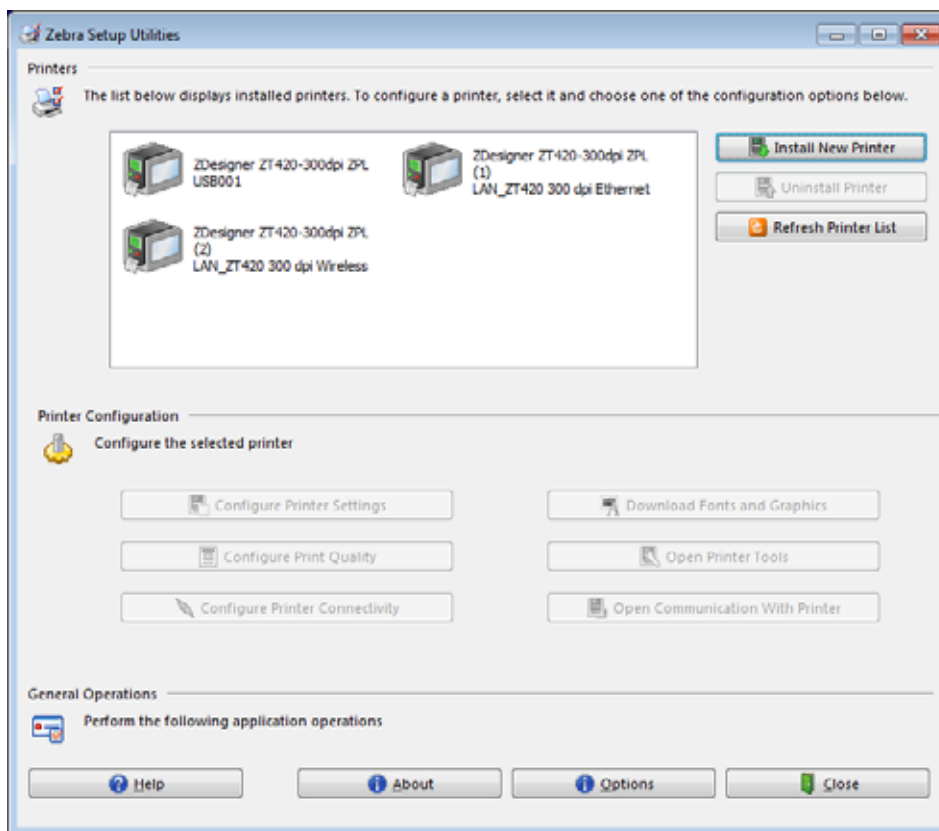 Zebra Setup Utilities
Printers
The list below displays installed printers. To configure a printer, select it and choose one of the configuration options below.
ZDesigner ZT420-300dpi ZPL
USB001
ZDesigner ZT420-300dpi ZPL
(1)
LAN_ZT420 300 dpi Ethernet
ZDesigner ZT420-300dpi ZPL
(2)
LAN_ZT420 300 dpi Wireless
Install New Printer
Uninstall Printer
Refresh Printer List
Printer Configuration
Configure the selected printer
Configure Printer Settings
Download Fonts and Graphics
Configure Print Quality
Open Printer Tools
Configure Printer Connectivity
Open Communication With Printer
General Operations
Perform the following application operations
Help
About
Options
Close